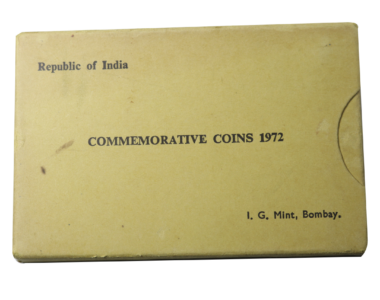 Republic of India
COMMEMORATIVE COINS 1972
I. G. Mint, Bombay.